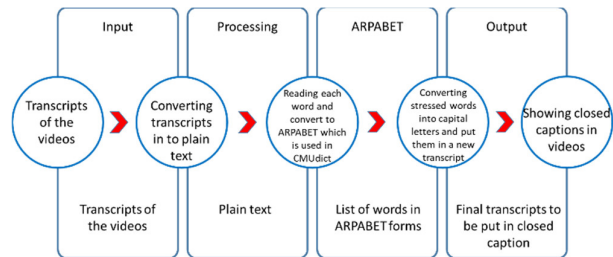 Input
Processing
ARPABET
Output
Transcripts
of the
videos
Converting
transcripts
in to plain
text
Reading each
word and
convert to
ARPABET which
is used in
CMUdict
Converting
stressed words
into capital
letters and put
them in a new
transcript
Showing closed
captions in
videos
Transcripts of
the videos
Plain text
List of words in
ARPABET forms
Final transcripts to
be put in closed
caption